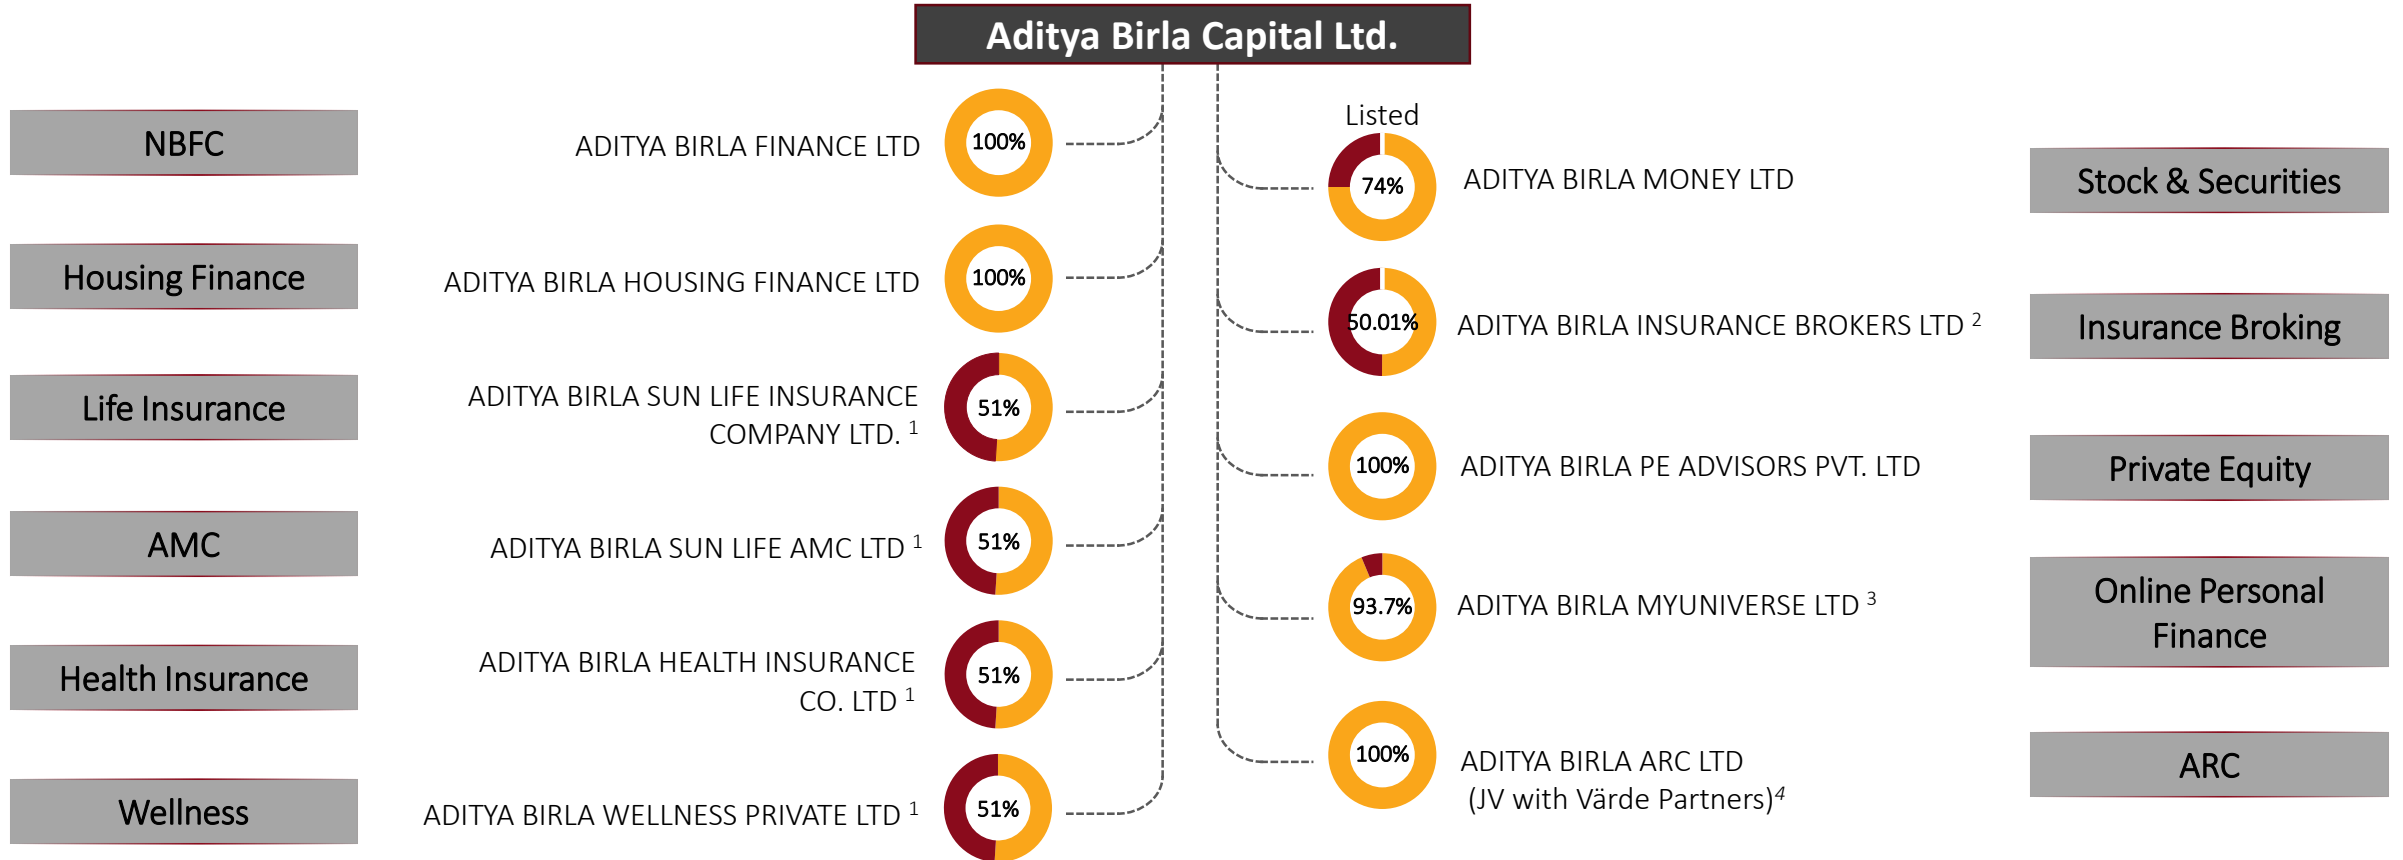 Aditya Birla Capital Ltd.
NBFC
ADITYA BIRLA FINANCE LTD
100%
Housing Finance
ADITYA BIRLA HOUSING FINANCE LTD
100%
Life Insurance
ADITYA BIRLA SUN LIFE INSURANCE
COMPANY LTD. 1
51%
AMC
ADITYA BIRLA SUN LIFE AMC LTD 1
51%
Health Insurance
ADITYA BIRLA HEALTH INSURANCE
CO. LTD 1
51%
Wellness
ADITYA BIRLA WELLNESS PRIVATE LTD 1
51%
Listed
74%
ADITYA BIRLA MONEY LTD
Stock & Securities
50.01%
ADITYA BIRLA INSURANCE BROKERS LTD 2
Insurance Broking
100%
ADITYA BIRLA PE ADVISORS PVT. LTD
Private Equity
93.7%
ADITYA BIRLA MYUNIVERSE LTD 3
Online Personal
Finance
100%
ADITYA BIRLA ARC LTD
(JV with Värde Partners)4
ARC